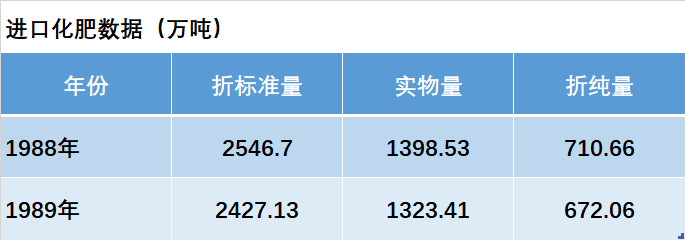 进口化肥数据（万吨）
年份 折标准量 实物量 折纯量
1988年 2546.7 1398.53 710.66
1989年 2427.13 1323.41 672.06